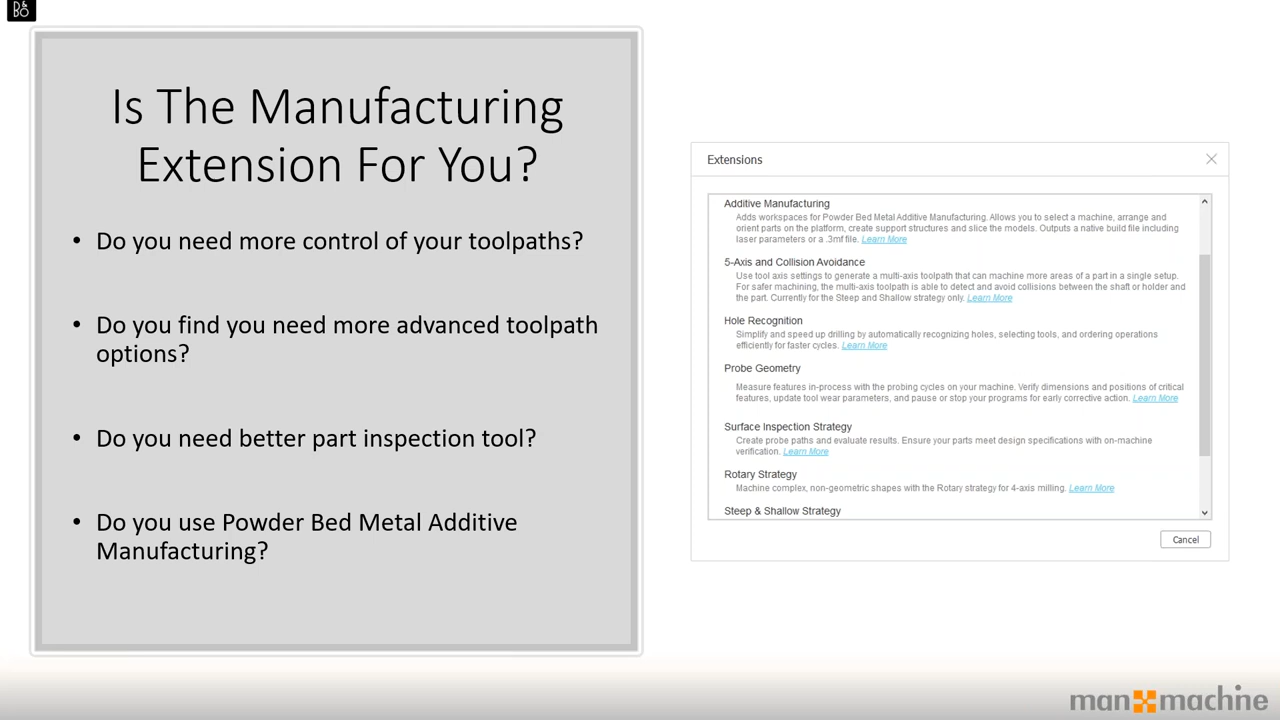 B&O
Is The Manufacturing
Extension For You?
• Do you need more control of your toolpaths?
• Do you find you need more advanced toolpath
options?
• Do you need better part inspection tool?
• Do you use Powder Bed Metal Additive
Manufacturing?
Extensions
Additive Manufacturing
Adds workspaces for Powder Bed Metal Additive Manufacturing. Allows you to select a machine, arrange and
orient parts on the platform, create support structures and slice the models. Outputs a native build file including
laser parameters or a .3mf file. Learn More
5-Axis and Collision Avoidance
Use tool axis settings to generate a multi-axis toolpath that can machine more areas of a part in a single setup.
For safer machining, the multi-axis toolpath is able to detect and avoid collisions between the shaft or holder and
the part. Currently for the Steep and Shallow strategy only. Learn More
Hole Recognition
Simplify and speed up drilling by automatically recognizing holes, selecting tools, and ordering operations
efficiently for faster cycles. Learn More
Probe Geometry
Measure features in-process with the probing cycles on your machine. Verify dimensions and positions of critical
features, update tool wear parameters, and pause or stop your programs for early corrective action. Learn More
Surface Inspection Strategy
Create probe paths and evaluate results. Ensure your parts meet design specifications with on-machine
verification. Learn More
Rotary Strategy
Machine complex, non-geometric shapes with the Rotary strategy for 4-axis milling. Learn More
Steep & Shallow Strategy
Cancel
man machine